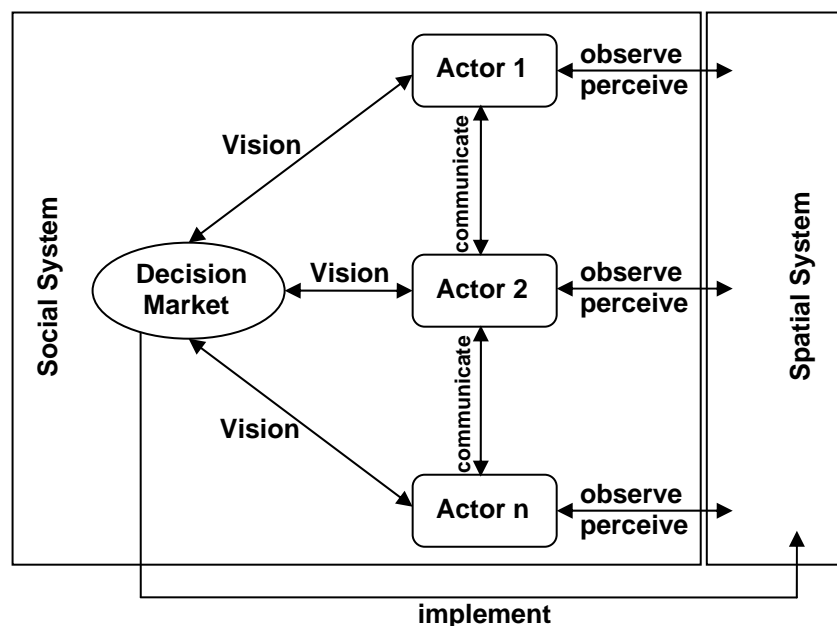 Actor 1
observe
perceive
Vision
communicate
Social System
Decision
Market
Vision
Actor 2
observe
perceive
Spatial System
communicate
Vision
Actor n
observe
perceive
implement